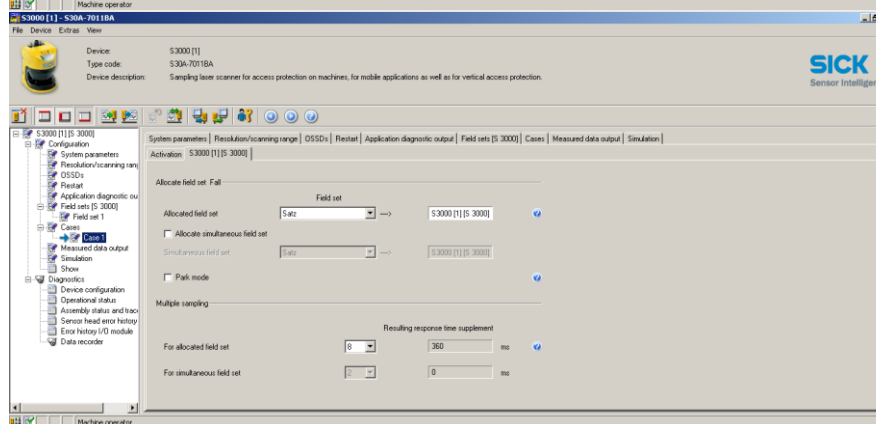 Machine operator
S3000 [1] - S30A-7011BA
File Device Extras View
Device: S3000 [1]
Type code: S30A-7011BA
Device description: Sampling laser scanner for access protection on machines, for mobile applications as well as for vertical access protection.
SICK
Sensor Intelligen
S3000 [1] [S 3000]
Configuration
System parameters
Resolution/scanning rang
OSSDs
Restart
Application diagnostic ou
Field sets [S 3000]
Field set 1
Cases
Case 1
Measured data output
Simulation
Show
Diagnostics
Device configuration
Operational status
Assembly status and trace
Sensor head error history
Error history I/O module
Data recorder
System parameters Resolution/scanning range OSSDs Restart Application diagnostic output Field sets [S 3000] Cases Measured data output Simulation
Activation S3000 [1] [S 3000]
Allocate field set Fall
Field set
Allocated field set Satz ---> S3000 [1] [S 3000]
Allocate simultaneous field set
Simultaneous field set Satz ---> S3000 [1] [S 3000]
Park mode
Multiple sampling
Resulting response time supplement
For allocated field set 8 360 ms
For simultaneous field set 2 0 ms
Machine operator